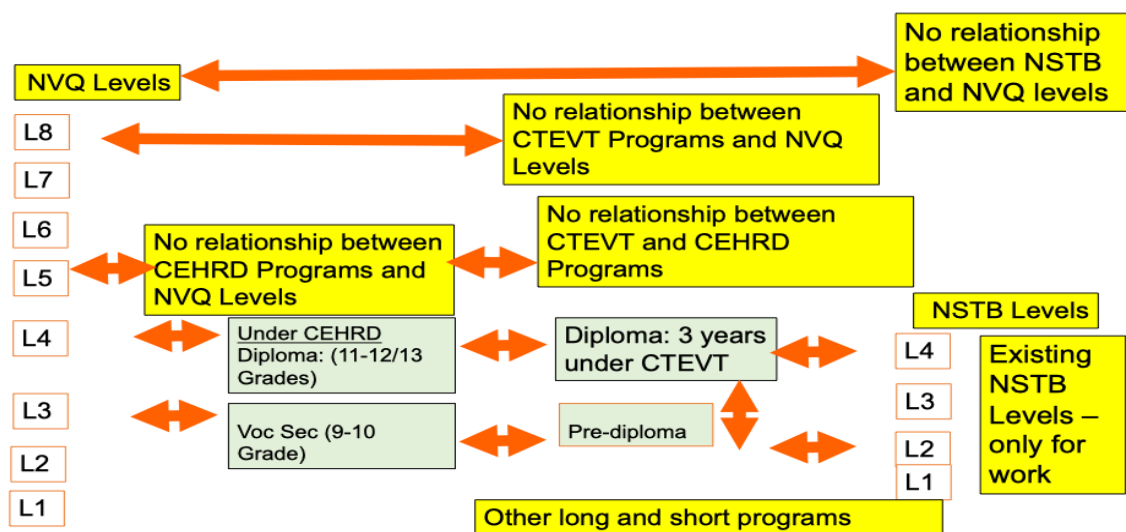 No relationship
between NSTB
and NVQ levels
NVQ Levels
No relationship between
CTEVT Programs and NVQ
Levels
L8
L7
L6
L5
L4
L3
L2
L1
No relationship between
CEHRD Programs and
NVQ Levels
No relationship between
CTEVT and CEHRD
Programs
Under CEHRD
Diploma: (11-12/13
Grades)
Diploma: 3 years
under CTEVT
Voc Sec (9-10
Grade)
Pre-diploma
NSTB Levels
L4
L3
L2
L1
Existing
NSTB
Levels –
only for
work
Other long and short programs